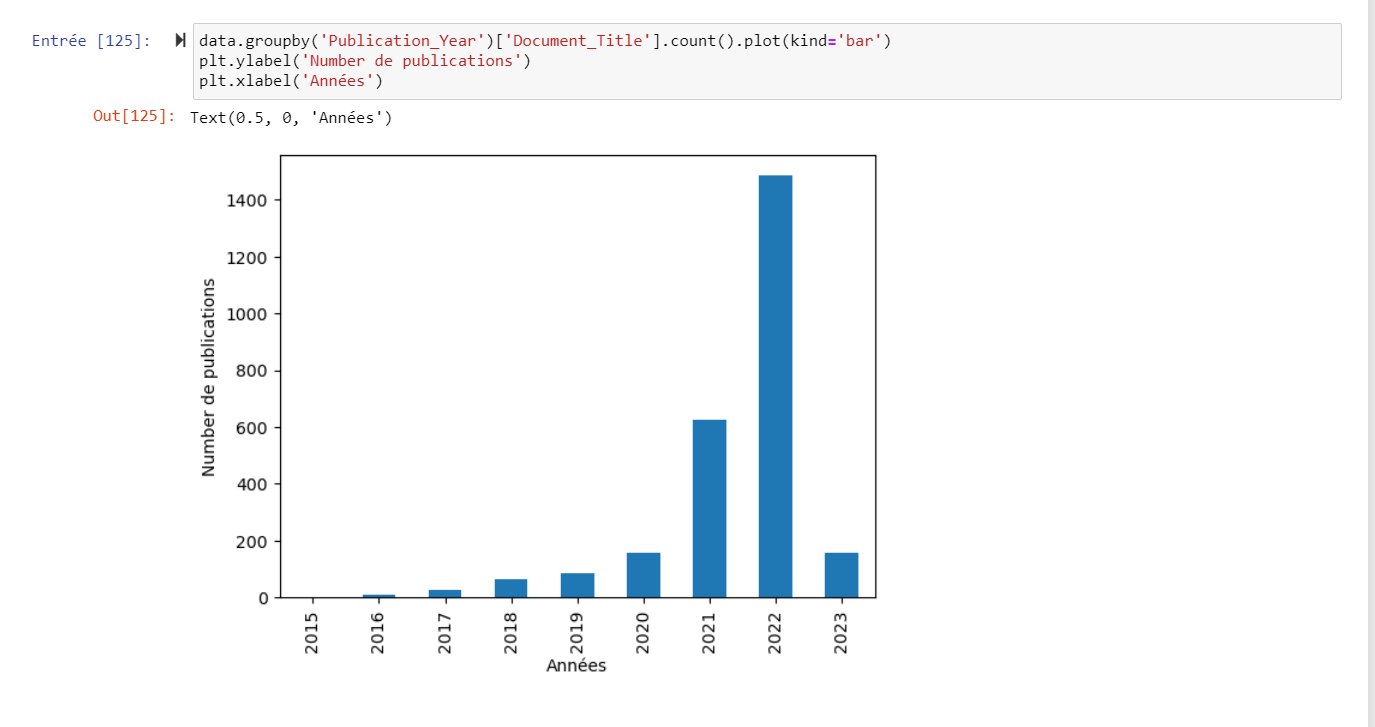 Entrée [125]: data.groupby('Publication_Year')['Document_Title'].count().plot(kind='bar')
plt.ylabel('Number de publications')
plt.xlabel('Années')
Out[125]: Text(0.5, 0, 'Années')
1400
1200
1000
800
600
400
200
0
Number de publications
2015 2016 2017 2018 2019 2020 2021 2022 2023
Années